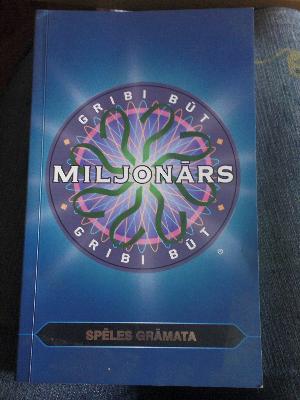 GRIBI BŪT
MILJONĀRS
GRIBI BŪT
®
SPĒLES GRĀMATA